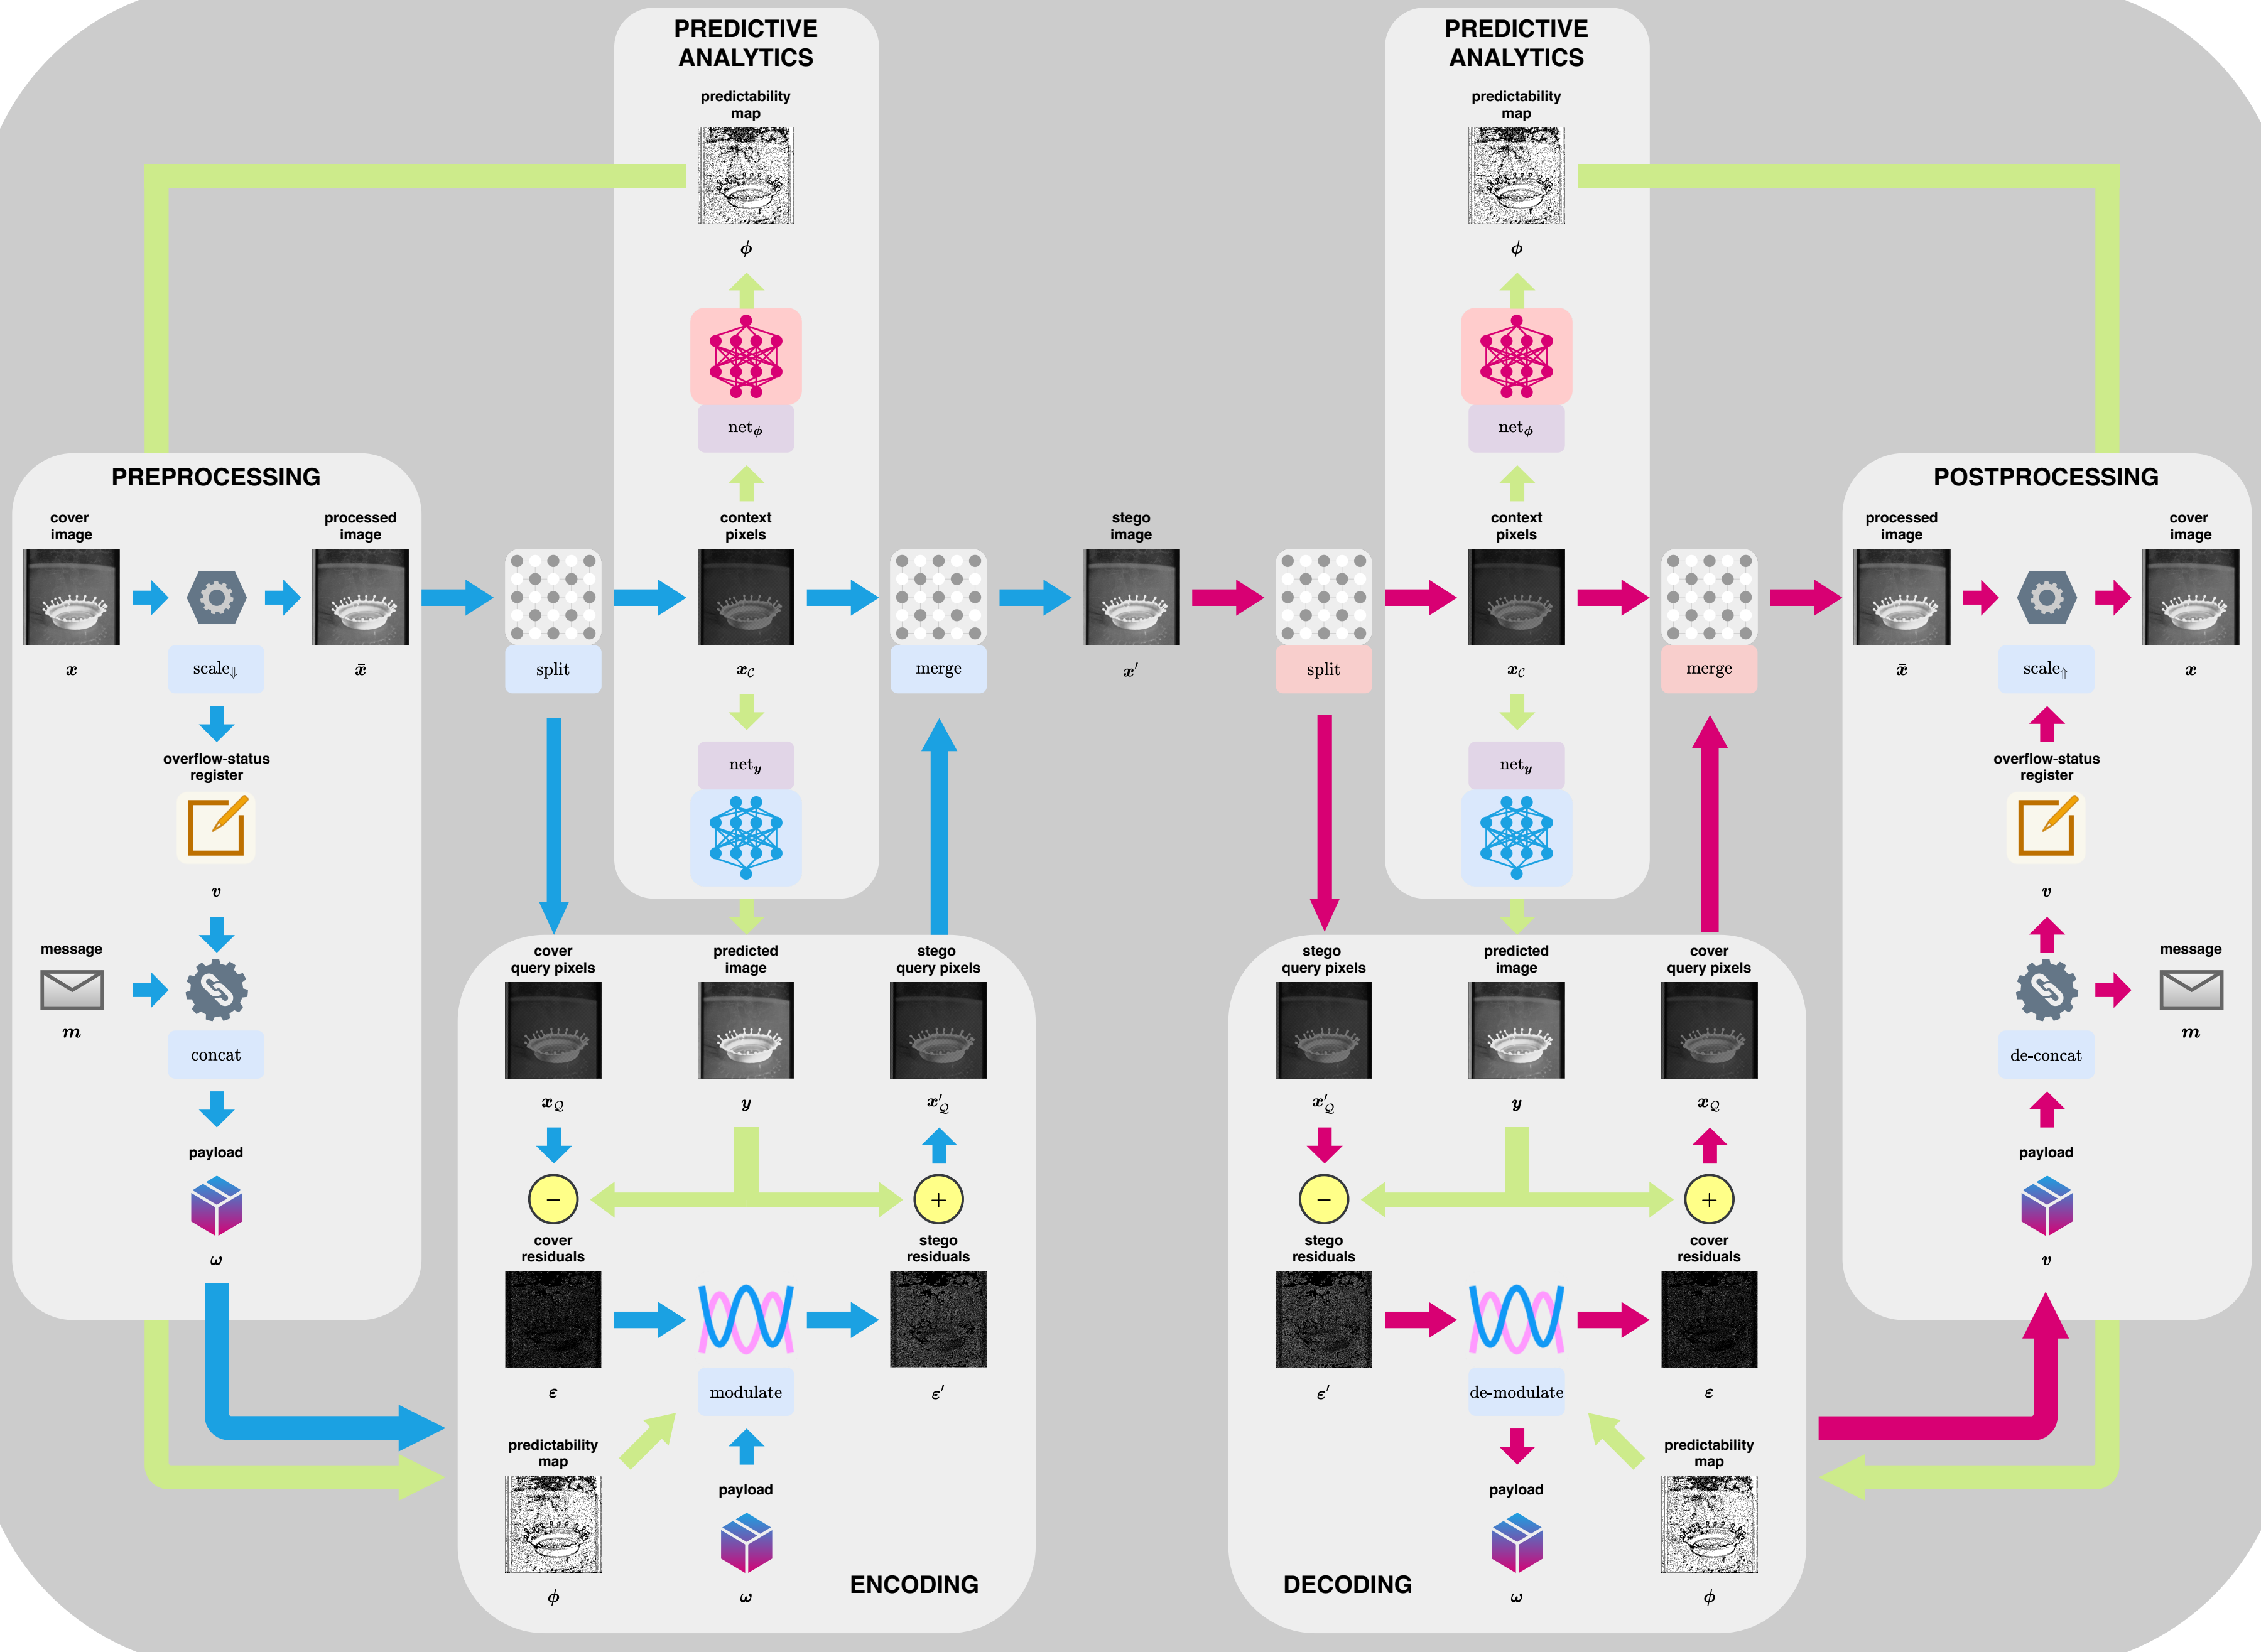 PREDICTIVE
ANALYTICS
predictability
map
ϕ
net_ϕ
context
pixels
x_C
net_y
PREDICTIVE
ANALYTICS
predictability
map
ϕ
net_ϕ
context
pixels
x_C
net_y
PREPROCESSING
cover
image
x
scale⇓
processed
image
x̄
overflow-status
register
v
message
m
concat
payload
ω
split
merge
stego
image
x′
split
merge
POSTPROCESSING
processed
image
x̄
scale⇑
cover
image
x
overflow-status
register
v
message
m
de-concat
payload
v
cover
query pixels
x_Q
predicted
image
y
stego
query pixels
x′_Q
−
+
cover
residuals
ε
modulate
stego
residuals
ε′
predictability
map
ϕ
payload
ω
ENCODING
stego
query pixels
x′_Q
predicted
image
y
cover
query pixels
x_Q
−
+
stego
residuals
ε′
de-modulate
cover
residuals
ε
payload
ω
predictability
map
ϕ
DECODING